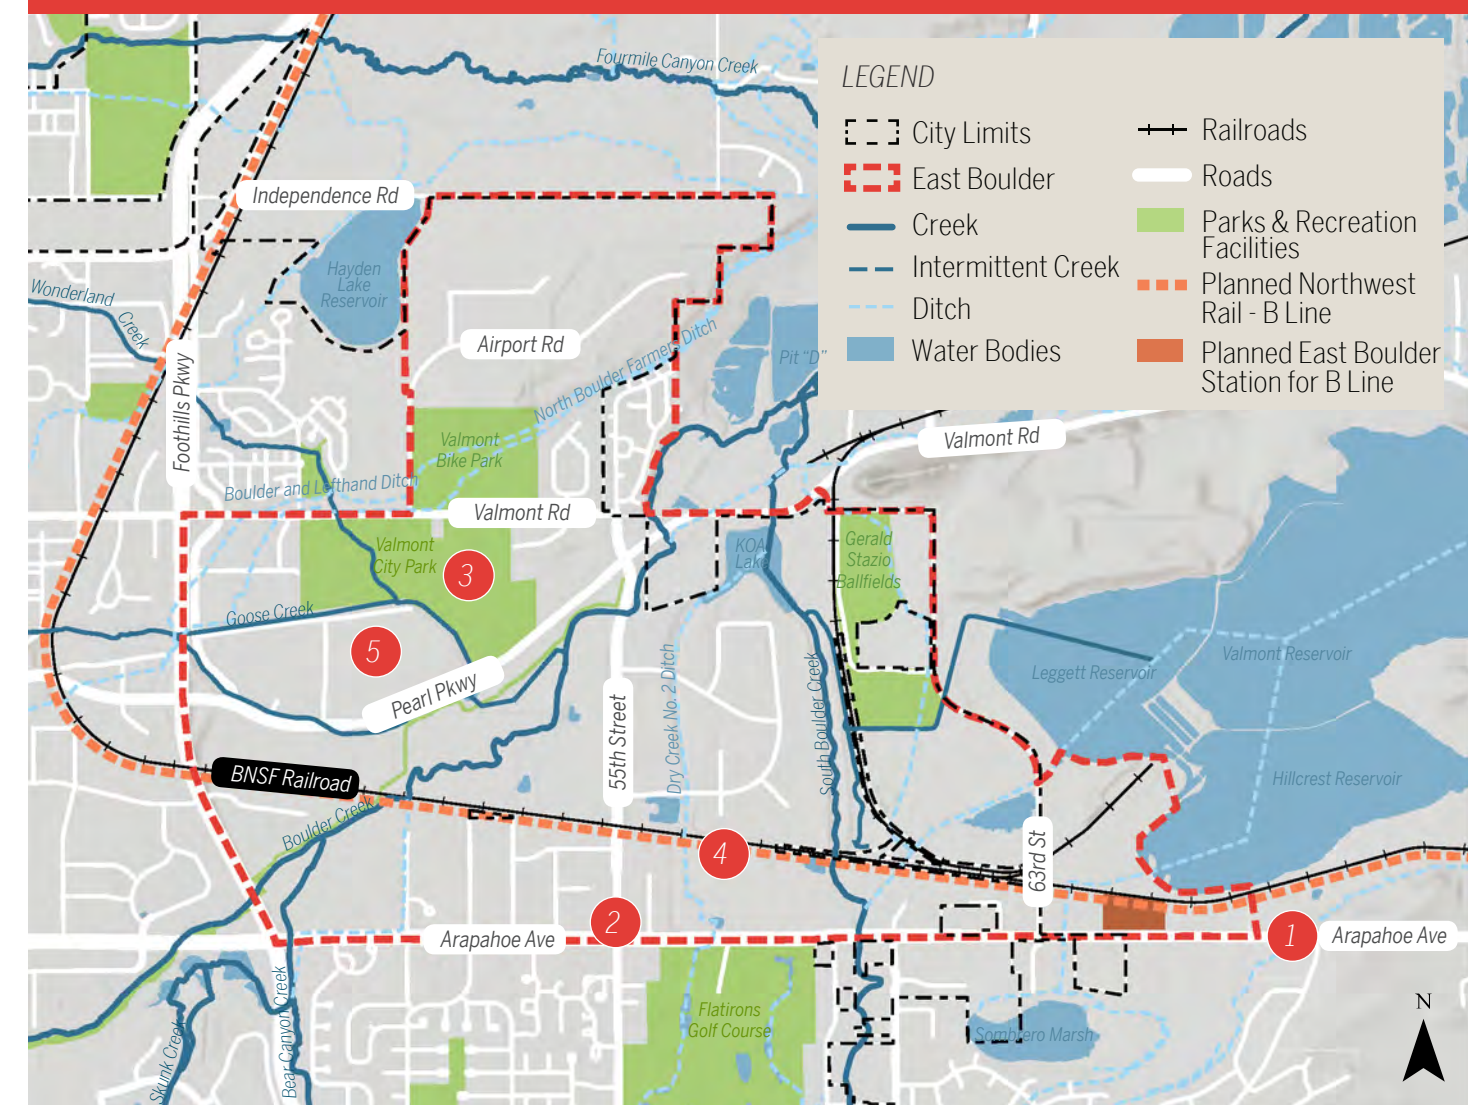 LEGEND
City Limits
East Boulder
Creek
Intermittent Creek
Ditch
Water Bodies
Railroads
Roads
Parks & Recreation
Facilities
Planned Northwest
Rail - B Line
Planned East Boulder
Station for B Line
Fourmile Canyon Creek
Independence Rd
Hayden
Lake
Reservoir
Wonderland
Creek
Foothills Pkwy
Airport Rd
North Boulder Farmers Ditch
Pit “D”
Valmont
Bike Park
Valmont Rd
Boulder and Lefthand Ditch
Valmont Rd
Valmont
City Park
3
KOA
Lake
Gerald
Stazio
Ballfields
Goose Creek
5
Pearl Pkwy
55th Street
Dry Creek No. 2 Ditch
South Boulder Creek
Leggett Reservoir
Valmont Reservoir
Hillcrest Reservoir
BNSF Railroad
Boulder Creek
4
63rd St
2
Arapahoe Ave
1
Arapahoe Ave
Skunk Creek
Bear Canyon Creek
Flatirons
Golf Course
Sombrero Marsh
N